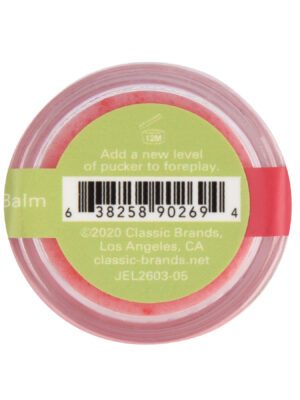 12M
Add a new level
of pucker to foreplay.
Balm
6 38258 90269 4
©2020 Classic Brands,
Los Angeles, CA
classic-brands.net
JEL2603-05